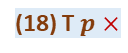 (18) T p ×